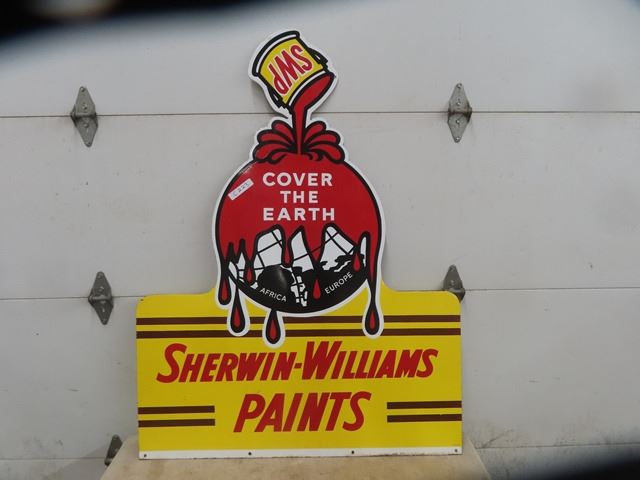 SWP
COVER
THE
EARTH
AFRICA EUROPE
SHERWIN-WILLIAMS
PAINTS